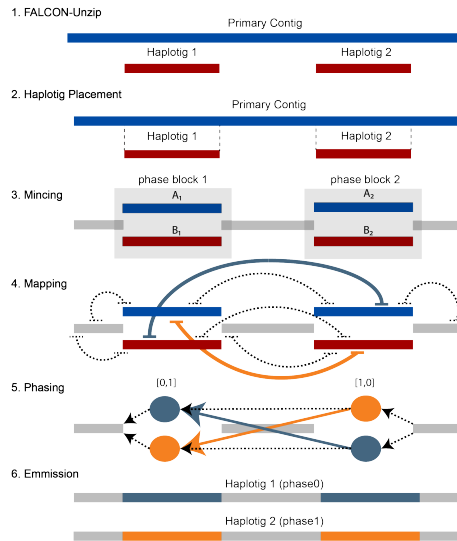 1. FALCON-Unzip
Primary Contig
Haplotig 1 Haplotig 2
2. Haplotig Placement
Primary Contig
Haplotig 1 Haplotig 2
3. Mincing
phase block 1 phase block 2
A1 A2
B1 B2
4. Mapping
5. Phasing
[0,1] [1,0]
6. Emmission
Haplotig 1 (phase0)
Haplotig 2 (phase1)